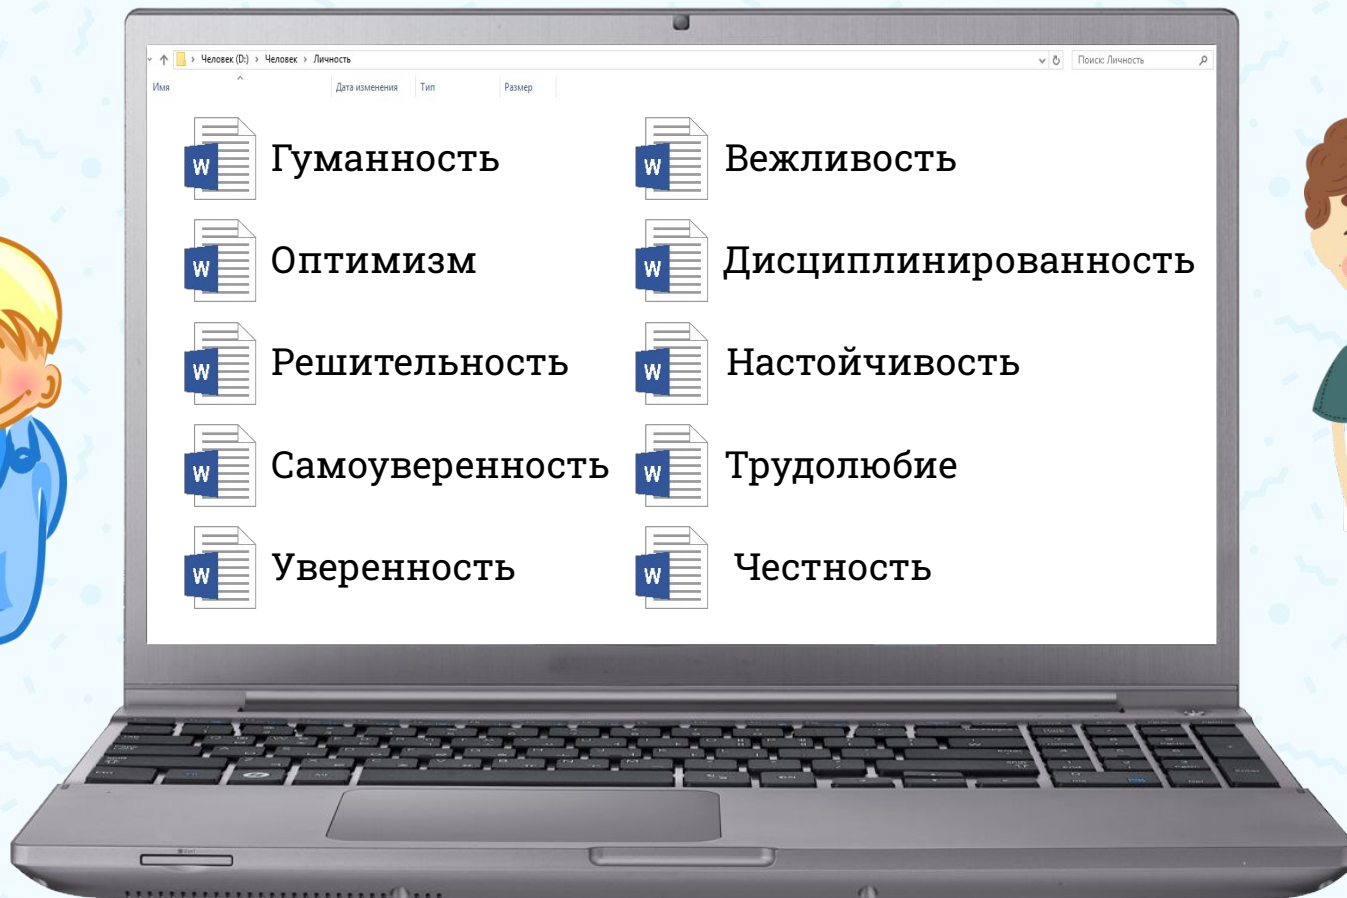 Человек (D:) › Человек › Личность
Поиск: Личность
Имя Дата изменения Тип Размер
W Гуманность
W Вежливость
W Оптимизм
W Дисциплинированность
W Решительность
W Настойчивость
W Самоуверенность
W Трудолюбие
W Уверенность
W Честность